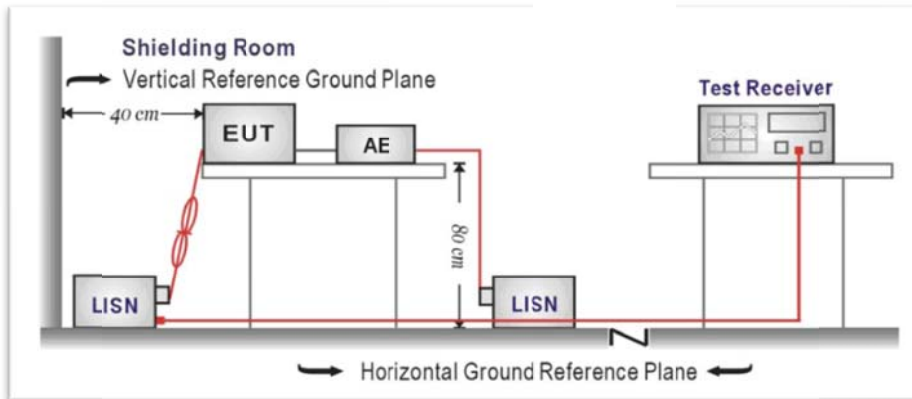 Shielding Room
Vertical Reference Ground Plane
40 cm
EUT
AE
Test Receiver
80 cm
LISN
LISN
Horizontal Ground Reference Plane